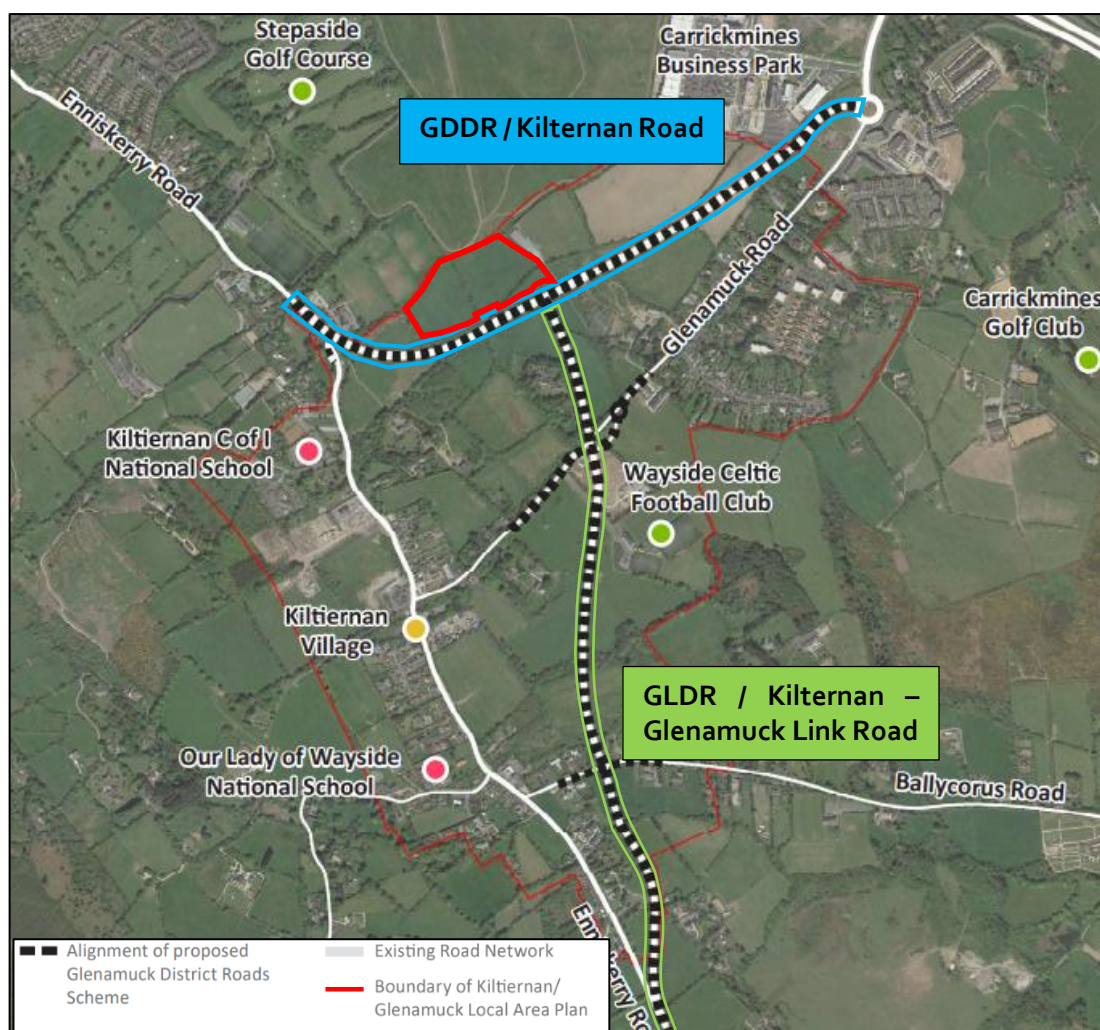 Stepaside
Golf Course
Carrickmines
Business Park
Enniskerry Road
GDDR / Kilternan Road
Glenamuck Road
Carrickmines
Golf Club
Kiltiernan C of I
National School
Wayside Celtic
Football Club
Kiltiernan
Village
GLDR / Kilternan –
Glenamuck Link Road
Our Lady of Wayside
National School
Ballycorus Road
Enniskerry Ro
Alignment of proposed
Glenamuck District Roads
Scheme
Existing Road Network
Boundary of Kiltiernan/
Glenamuck Local Area Plan